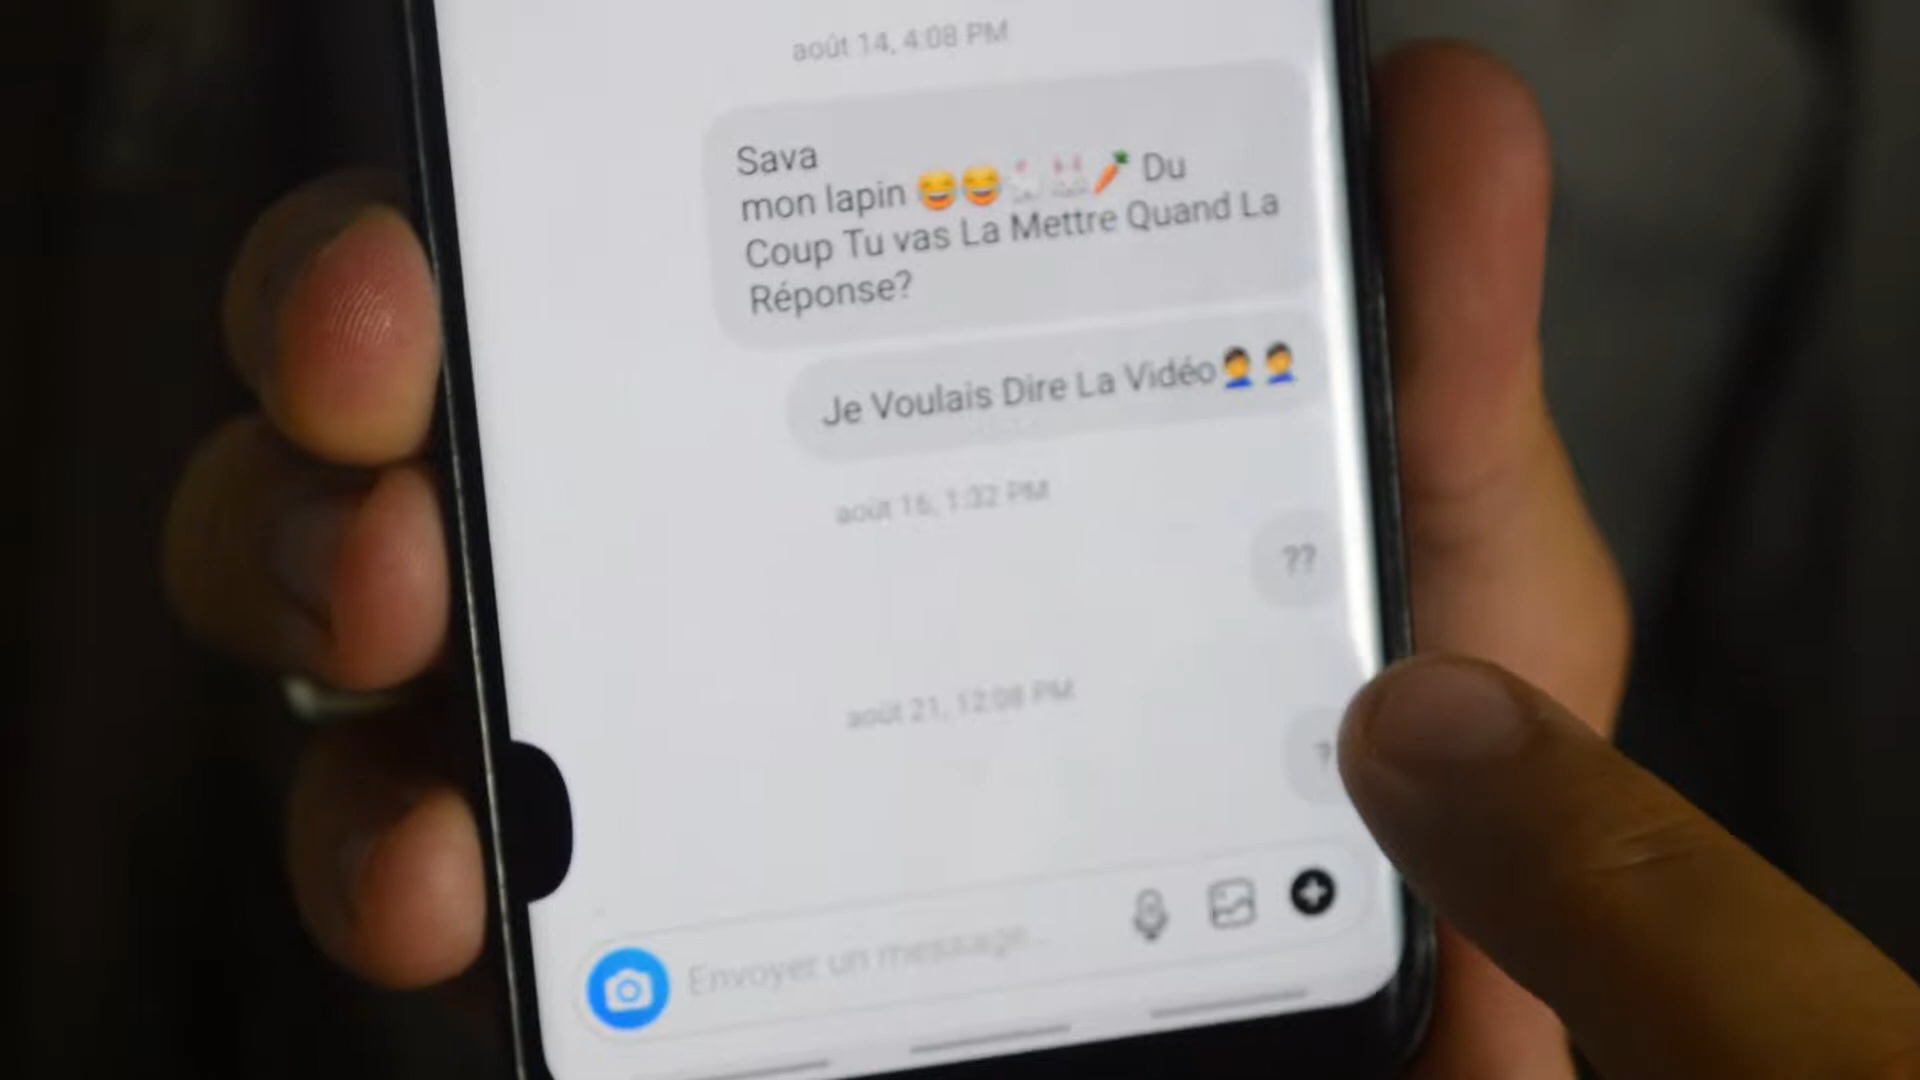 août 14, 4:08 PM
Sava
mon lapin 😂😂🐇🐰🥕 Du
Coup Tu vas La Mettre Quand La
Réponse?
Je Voulais Dire La Vidéo🤦‍♂️🤦‍♂️
août 16, 1:32 PM
??
août 21, 12:08 PM
?
Envoyer un message...